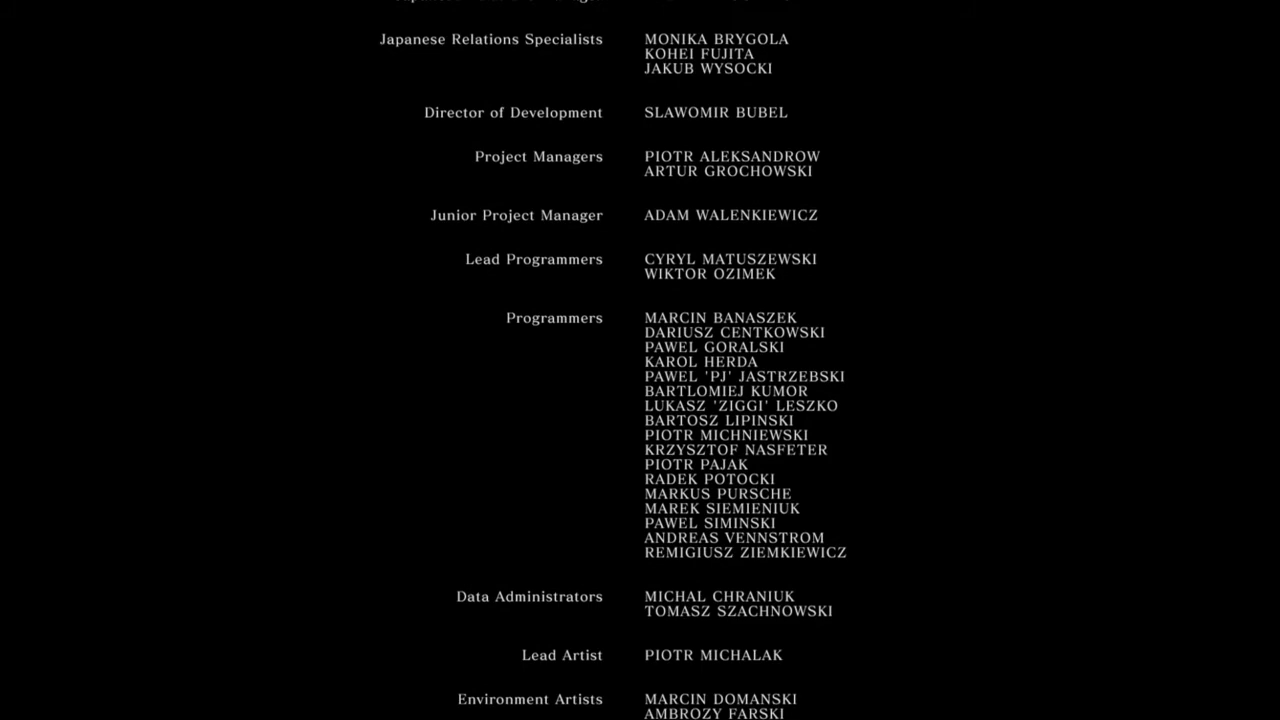 Japanese Relations Specialists MONIKA BRYGOLA
KOHEI FUJITA
JAKUB WYSOCKI
Director of Development SLAWOMIR BUBEL
Project Managers PIOTR ALEKSANDROW
ARTUR GROCHOWSKI
Junior Project Manager ADAM WALENKIEWICZ
Lead Programmers CYRYL MATUSZEWSKI
WIKTOR OZIMEK
Programmers MARCIN BANASZEK
DARIUSZ CENTKOWSKI
PAWEL GORALSKI
KAROL HERDA
PAWEL 'PJ' JASTRZEBSKI
BARTLOMIEJ KUMOR
LUKASZ 'ZIGGI' LESZKO
BARTOSZ LIPINSKI
PIOTR MICHNIEWSKI
KRZYSZTOF NASFETER
PIOTR PAJAK
RADEK POTOCKI
MARKUS PURSCHE
MAREK SIEMIENIUK
PAWEL SIMINSKI
ANDREAS VENNSTROM
REMIGIUSZ ZIEMKIEWICZ
Data Administrators MICHAL CHRANIUK
TOMASZ SZACHNOWSKI
Lead Artist PIOTR MICHALAK
Environment Artists MARCIN DOMANSKI
AMBROZY FARSKI